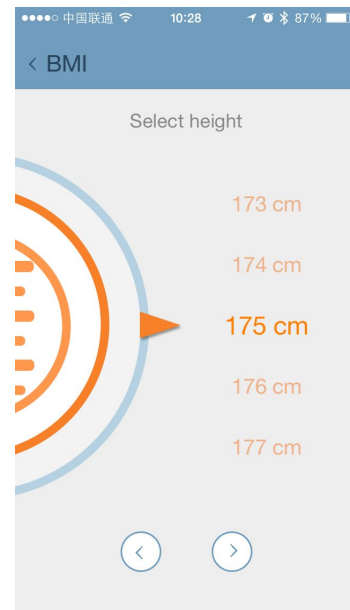 中国联通 10:28 87%
BMI
Select height
173 cm
174 cm
175 cm
176 cm
177 cm